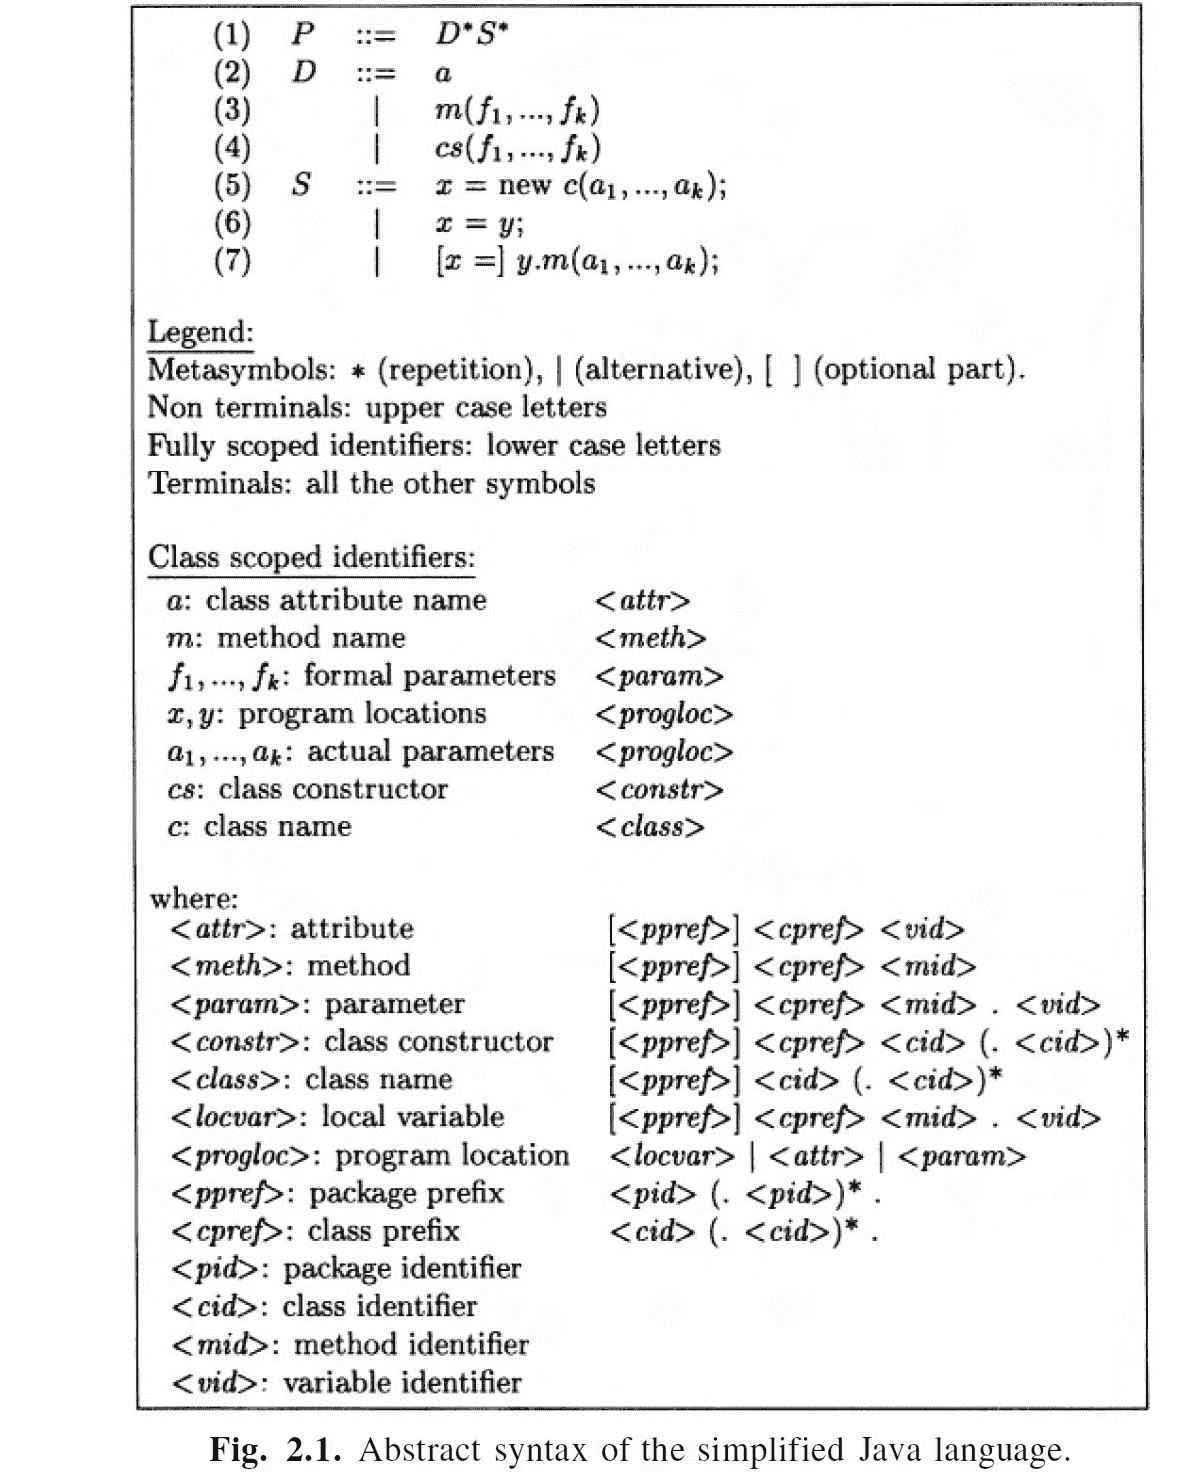 (1) P ::= D*S*
(2) D ::= a
(3) | m(f1,...,fk)
(4) | cs(f1,...,fk)
(5) S ::= x = new c(a1,...,ak);
(6) | x = y;
(7) | [x =] y.m(a1,...,ak);
Legend:
Metasymbols: * (repetition), | (alternative), [ ] (optional part).
Non terminals: upper case letters
Fully scoped identifiers: lower case letters
Terminals: all the other symbols
Class scoped identifiers:
a: class attribute name <attr>
m: method name <meth>
f1,...,fk: formal parameters <param>
x,y: program locations <progloc>
a1,...,ak: actual parameters <progloc>
cs: class constructor <constr>
c: class name <class>
where:
<attr>: attribute [<ppref>] <cpref> <vid>
<meth>: method [<ppref>] <cpref> <mid>
<param>: parameter [<ppref>] <cpref> <mid> . <vid>
<constr>: class constructor [<ppref>] <cpref> <cid> (. <cid>)*
<class>: class name [<ppref>] <cid> (. <cid>)*
<locvar>: local variable [<ppref>] <cpref> <mid> . <vid>
<progloc>: program location <locvar> | <attr> | <param>
<ppref>: package prefix <pid> (. <pid>)* .
<cpref>: class prefix <cid> (. <cid>)* .
<pid>: package identifier
<cid>: class identifier
<mid>: method identifier
<vid>: variable identifier
Fig. 2.1. Abstract syntax of the simplified Java language.